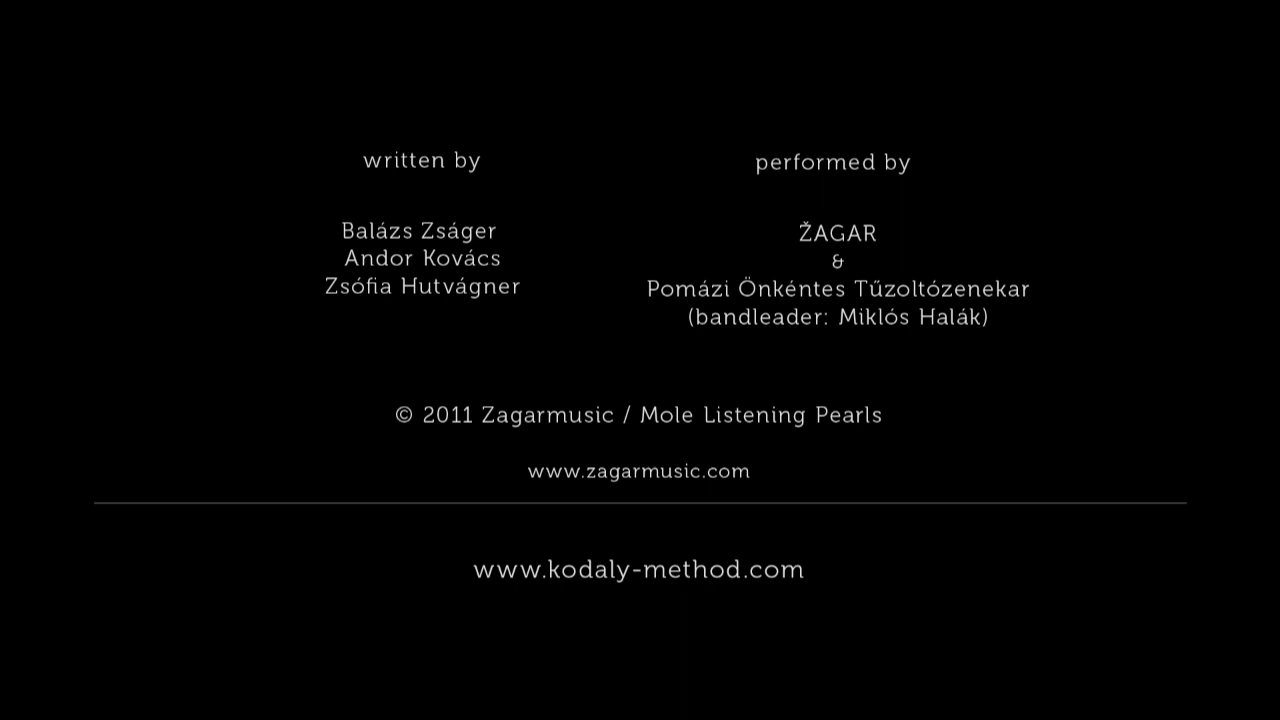 written by
Balázs Zságer
Andor Kovács
Zsófia Hutvágner
performed by
ŽAGAR
&
Pomázi Önkéntes Tűzoltózenekar
(bandleader: Miklós Halák)
© 2011 Zagarmusic / Mole Listening Pearls
www.zagarmusic.com
www.kodaly-method.com